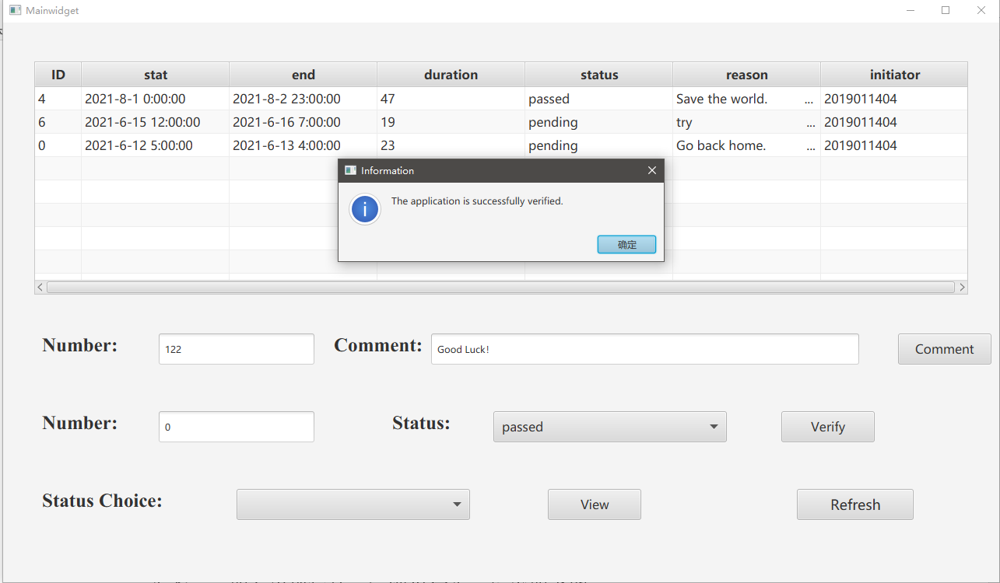 Mainwidget
ID stat end duration status reason initiator
4 2021-8-1 0:00:00 2021-8-2 23:00:00 47 passed Save the world. ... 2019011404
6 2021-6-15 12:00:00 2021-6-16 7:00:00 19 pending try ... 2019011404
0 2021-6-12 5:00:00 2021-6-13 4:00:00 23 pending Go back home. ... 2019011404
Information
The application is successfully verified.
确定
Number: 122 Comment: Good Luck! Comment
Number: 0 Status: passed Verify
Status Choice: View Refresh